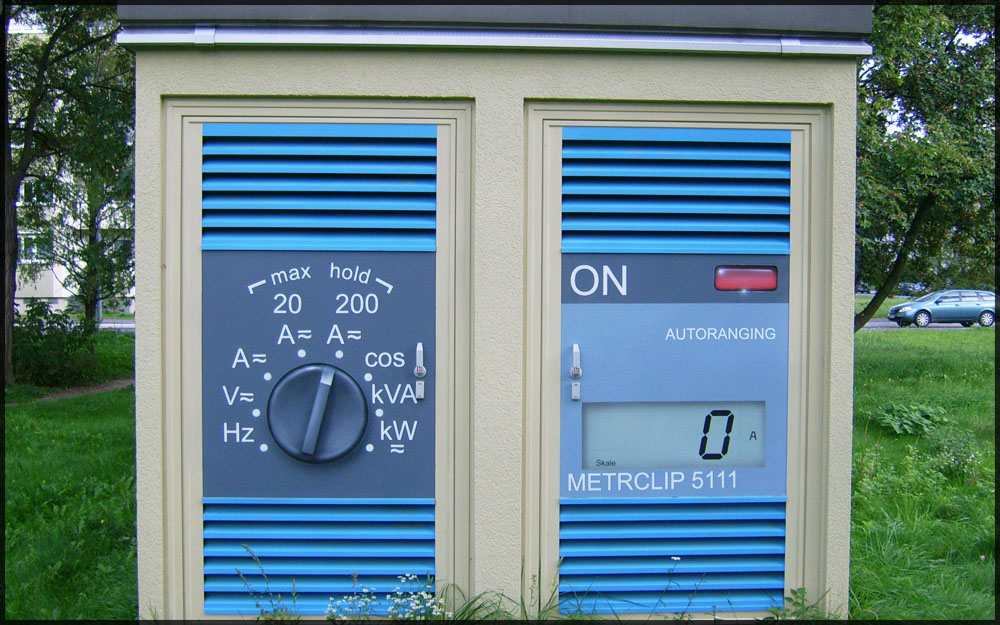 max hold
20 200
A≂ A≂
A≂ cos
V≂ kVA
Hz kW
≂
ON
AUTORANGING
0 A
Skale
METRCLIP 5111